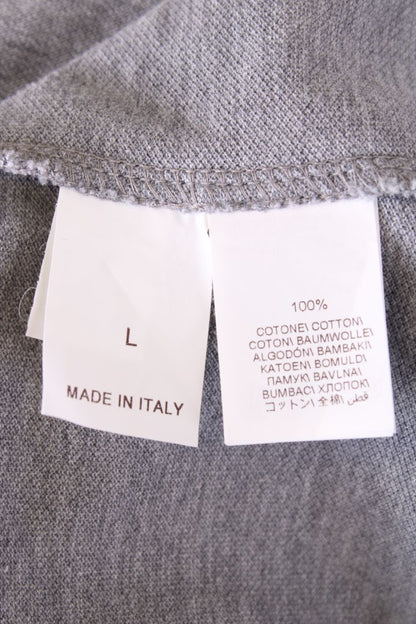 L
MADE IN ITALY
100%
COTONE\ COTTON\
COTON\ BAUMWOLLE\
ALGODÓN\ BAMBAKI\
KATOEN\ BOMULD\
ПАМУК\ BAVLNA\
BUMBAC\ ХЛОПОК\
コットン\ 全棉\ قطن